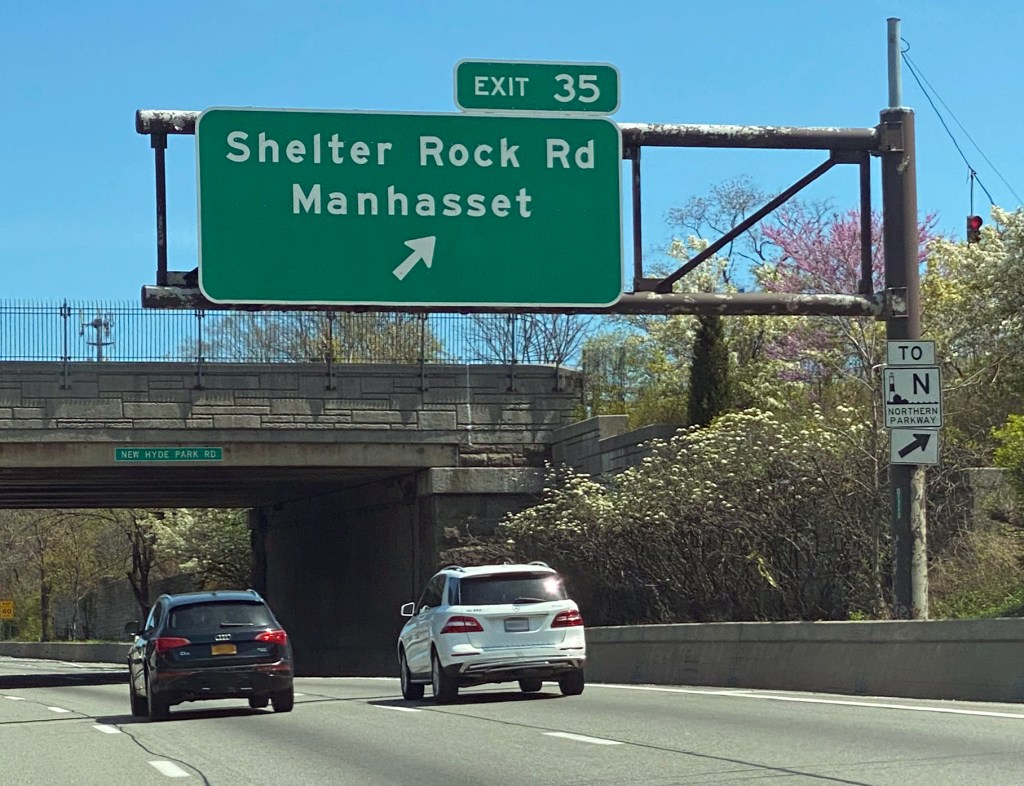 EXIT 35
Shelter Rock Rd
Manhasset
TO
N
NORTHERN
PARKWAY
NEW HYDE PARK RD